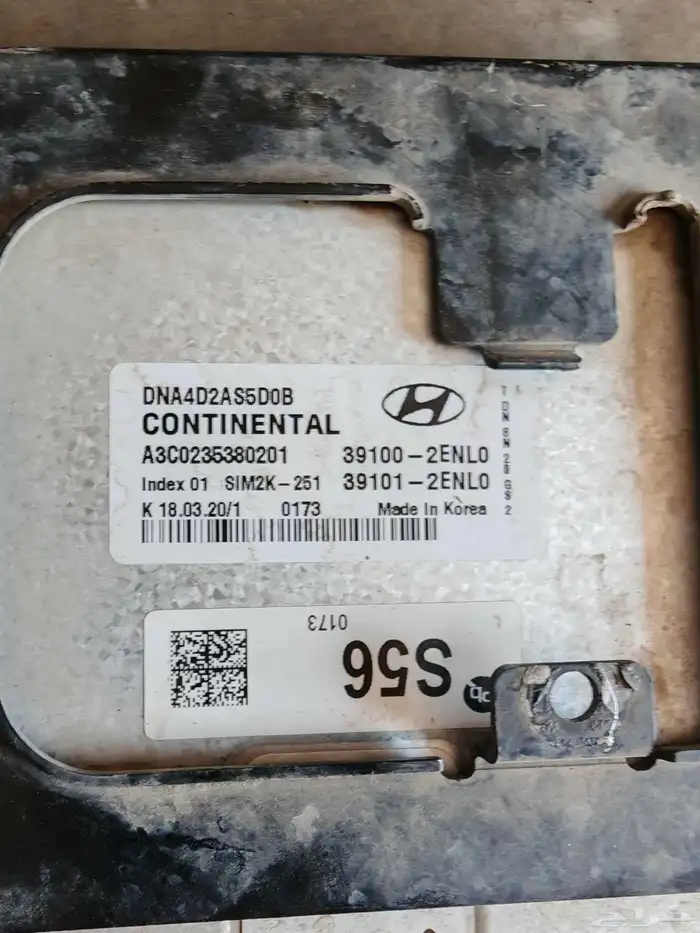 DNA4D2AS5D0B
CONTINENTAL
A3C0235380201 39100-2ENL0
Index 01 SIM2K-251 39101-2ENL0
K 18.03.20/1 0173 Made In Korea
0173
S56